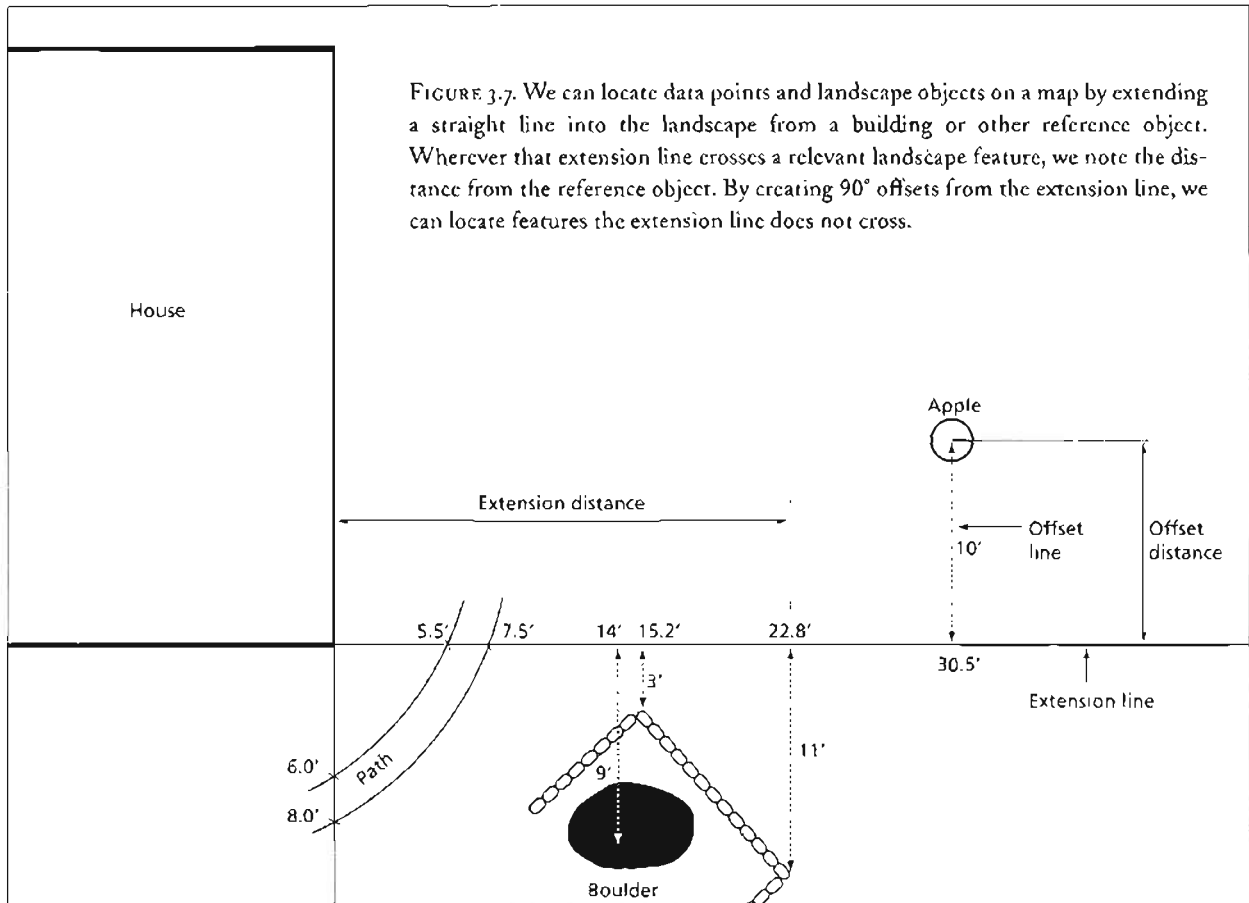 FIGURE 3.7. We can locate data points and landscape objects on a map by extending
a straight line into the landscape from a building or other reference object.
Wherever that extension line crosses a relevant landscape feature, we note the dis-
tance from the reference object. By creating 90° offsets from the extension line, we
can locate features the extension line does not cross.
House
Apple
Extension distance
Offset
line
Offset
distance
10′
5.5′ 7.5′ 14′ 15.2′ 22.8′
30.5′
Extension line
3′
11′
6.0′
Path
9′
8.0′
Boulder